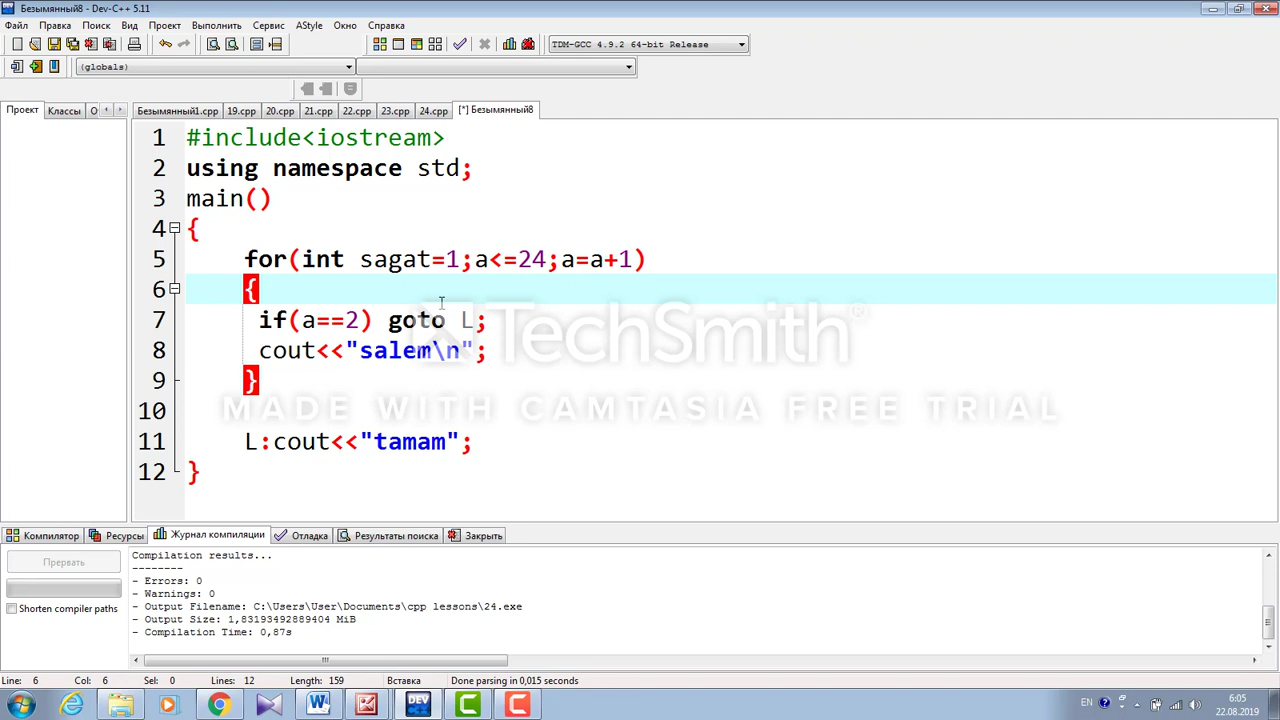 Безымянный8 - Dev-C++ 5.11
Файл Правка Поиск Вид Проект Выполнить Сервис AStyle Окно Справка
TDM-GCC 4.9.2 64-bit Release
(globals)
Проект Классы О
Безымянный1.cpp 19.cpp 20.cpp 21.cpp 22.cpp 23.cpp 24.cpp [*] Безымянный8
1 #include<iostream>
2 using namespace std;
3 main()
4 {
5 for(int sagat=1;a<=24;a=a+1)
6 {
7 if(a==2) goto L;
8 cout<<"salem\n";
9 }
10
11 L:cout<<"tamam";
12 }
TechSmith
MADE WITH CAMTASIA FREE TRIAL
Компилятор Ресурсы Журнал компиляции Отладка Результаты поиска Закрыть
Прервать
Shorten compiler paths
Compilation results...
--------
- Errors: 0
- Warnings: 0
- Output Filename: C:\Users\User\Documents\cpp lessons\24.exe
- Output Size: 1,83193492889404 MiB
- Compilation Time: 0,87s
Line: 6 Col: 6 Sel: 0 Lines: 12 Length: 159 Вставка Done parsing in 0,015 seconds
DEV
EN
6:05
22.08.2019